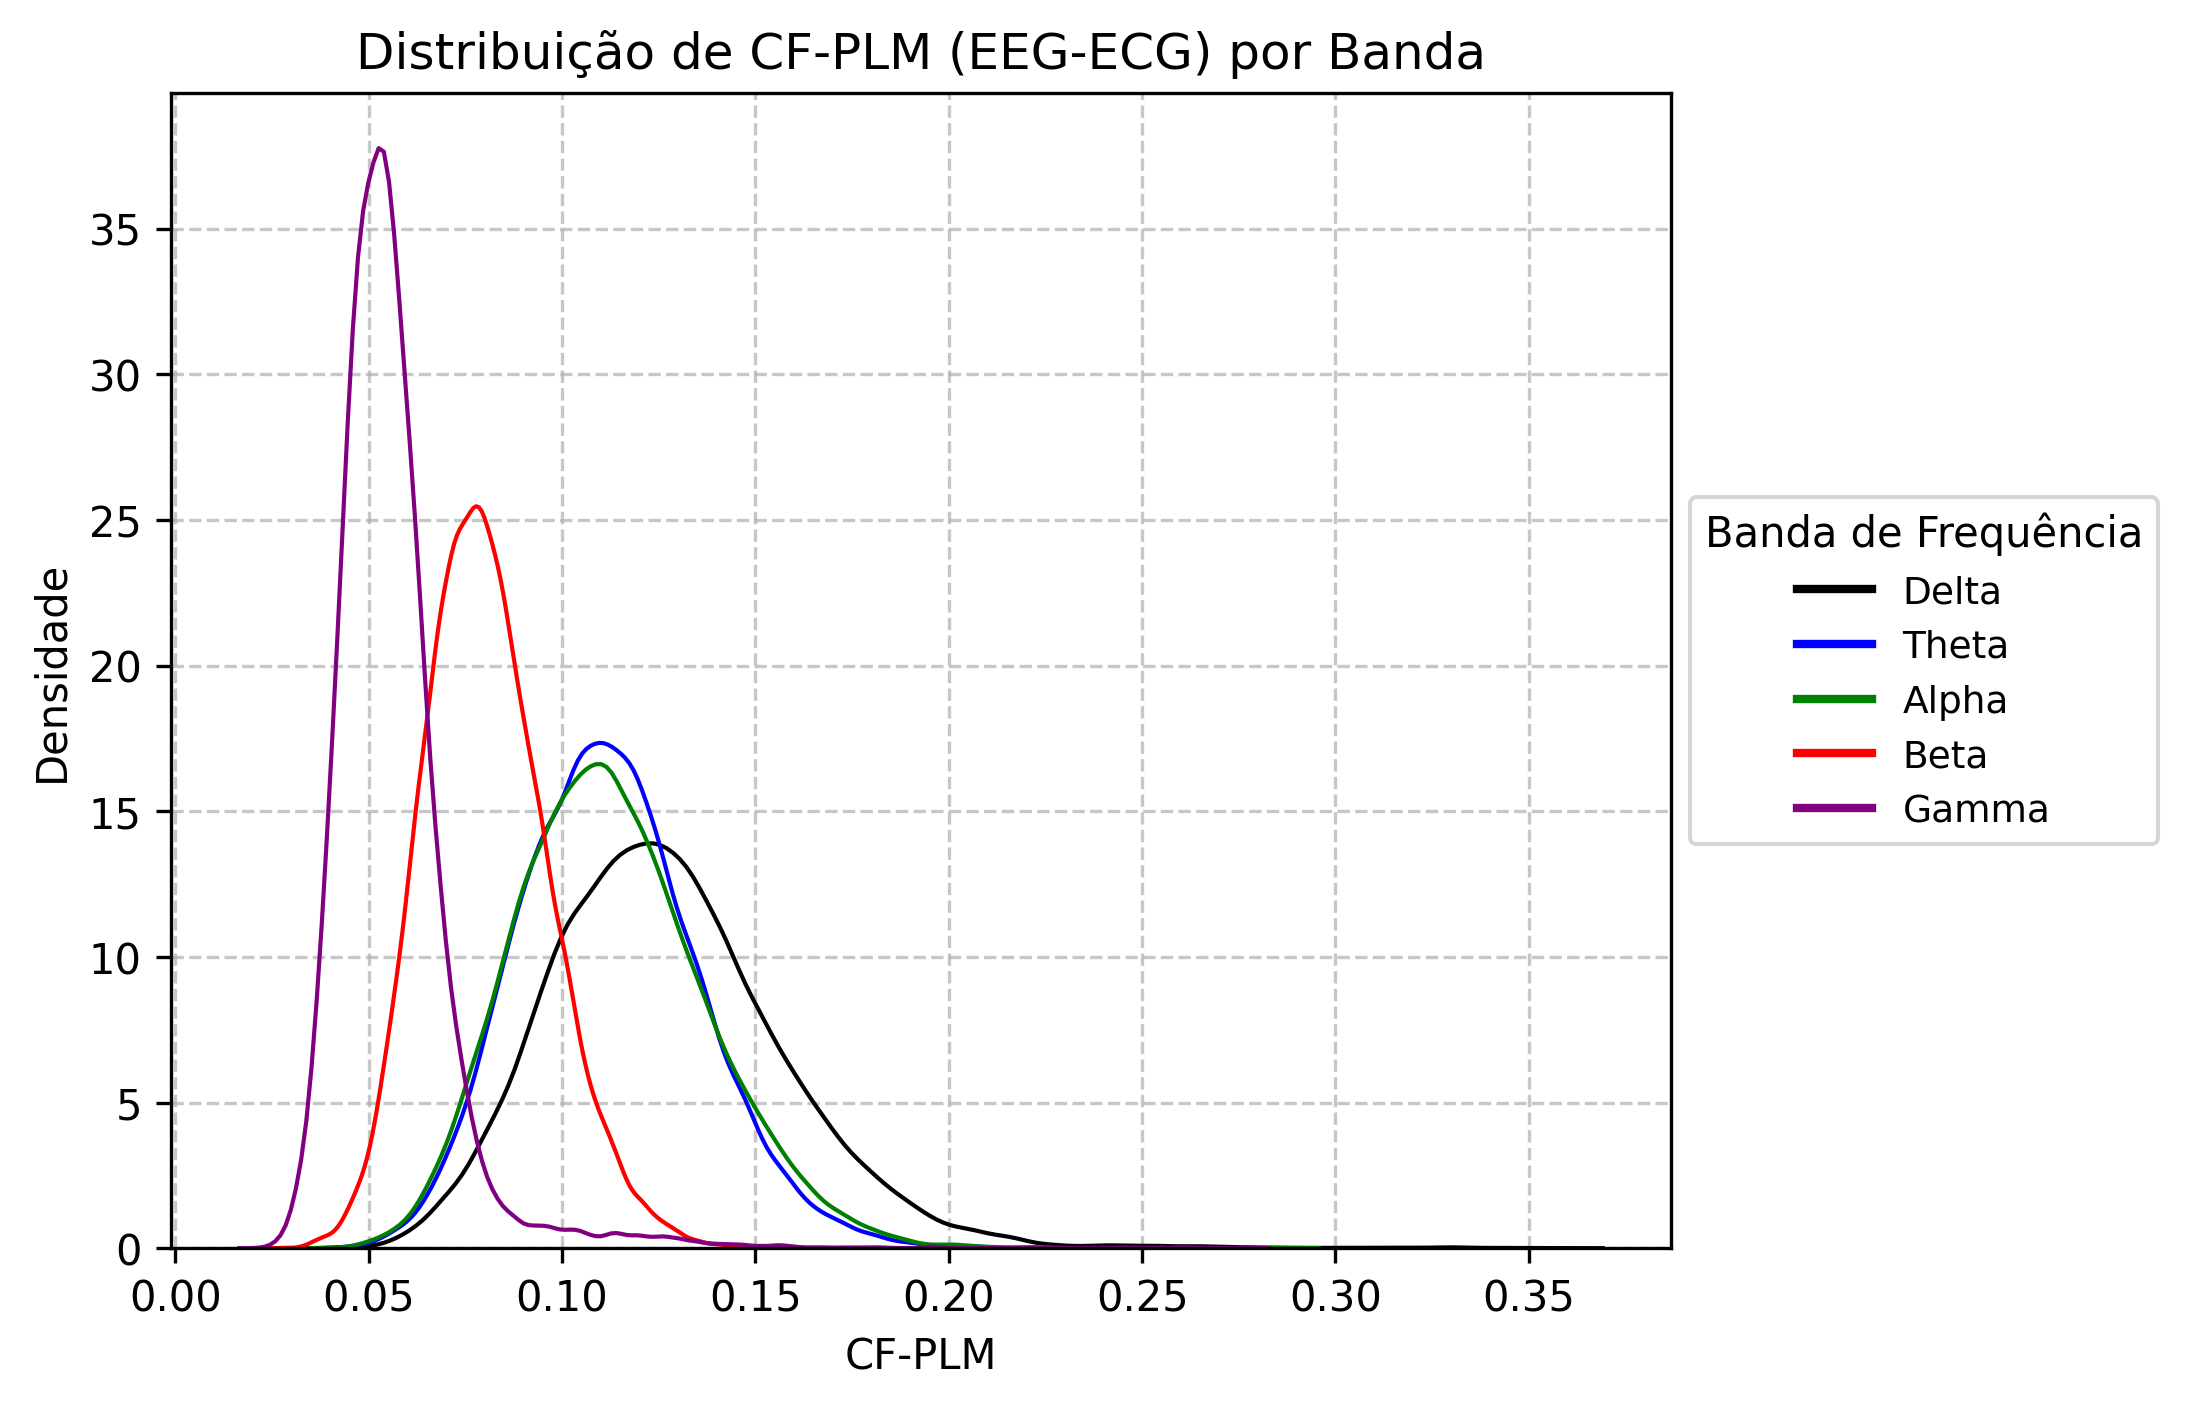 Distribuição de CF-PLM (EEG-ECG) por Banda
Densidade
35
30
25
20
15
10
5
0
0.00 0.05 0.10 0.15 0.20 0.25 0.30 0.35
CF-PLM
Banda de Frequência
Delta
Theta
Alpha
Beta
Gamma